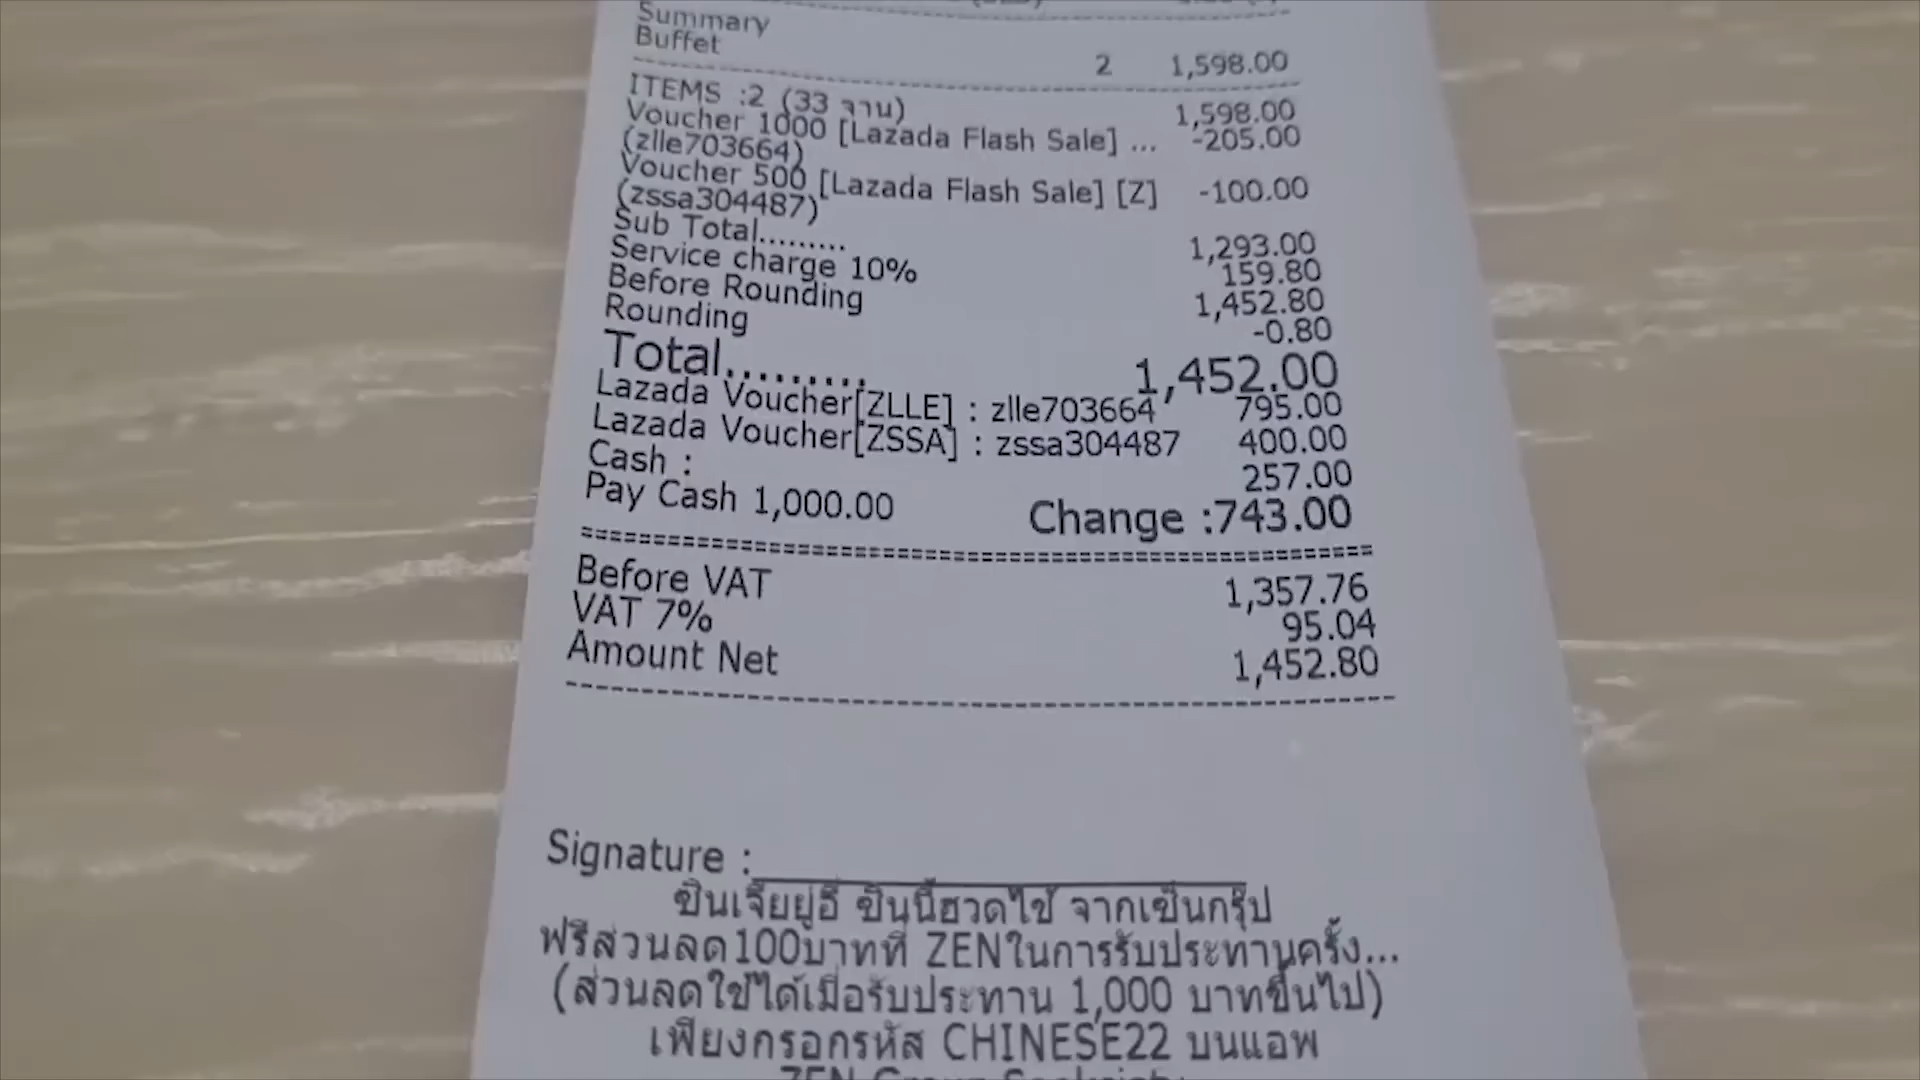 Summary
Buffet 2 1,598.00
ITEMS :2 (33 จาน) 1,598.00
Voucher 1000 [Lazada Flash Sale] ... -205.00
(zlle703664)
Voucher 500 [Lazada Flash Sale] [Z] -100.00
(zssa304487)
Sub Total......... 1,293.00
Service charge 10% 159.80
Before Rounding 1,452.80
Rounding -0.80
Total.......... 1,452.00
Lazada Voucher[ZLLE] : zlle703664 795.00
Lazada Voucher[ZSSA] : zssa304487 400.00
Cash : 257.00
Pay Cash 1,000.00 Change :743.00
Before VAT 1,357.76
VAT 7% 95.04
Amount Net 1,452.80
Signature :
ซินเจียยู่อี่ ซินนี้ฮวดไช้ จากเซ็นกรุ๊ป
ฟรีส่วนลด100บาทที่ ZENในการรับประทานครั้ง...
(ส่วนลดใช้ได้เมื่อรับประทาน 1,000 บาทขึ้นไป)
เพียงกรอกรหัส CHINESE22 บนแอพ